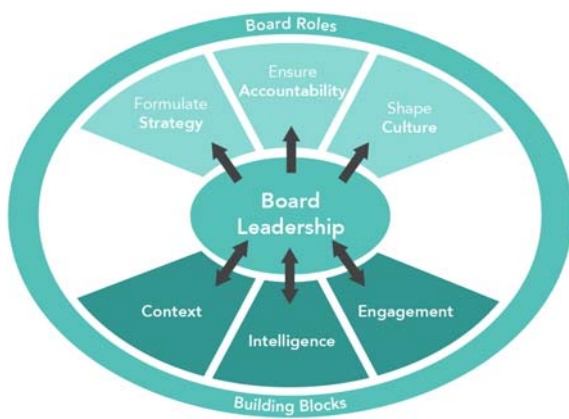 Board Roles
Formulate
Strategy
Ensure
Accountability
Shape
Culture
Board
Leadership
Context
Intelligence
Engagement
Building Blocks